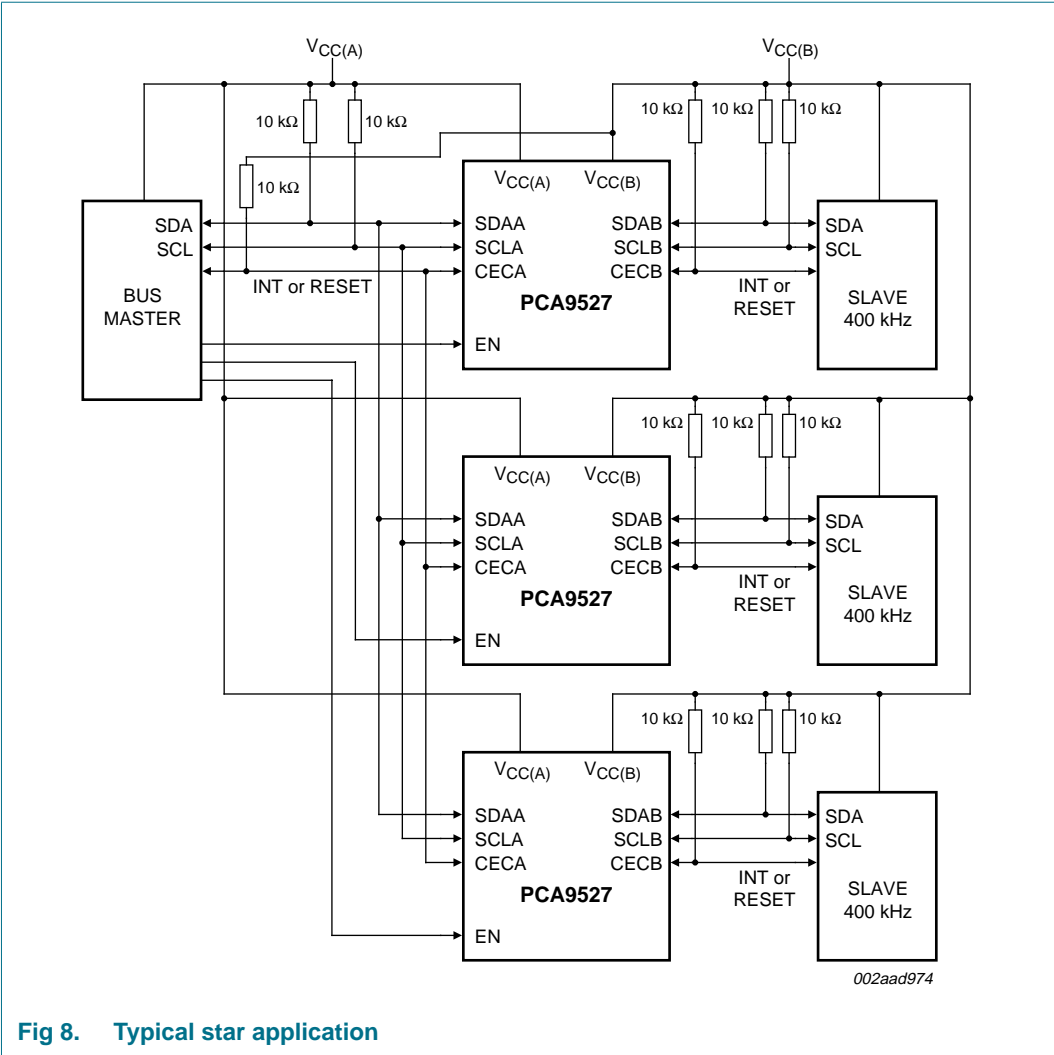 VCC(A)
VCC(B)
10 kΩ
10 kΩ
10 kΩ
10 kΩ
10 kΩ
10 kΩ
VCC(A)
VCC(B)
SDA
SCL
BUS
MASTER
INT or RESET
SDAA
SCLA
CECA
SDAB
SCLB
CECB
PCA9527
EN
INT or
RESET
SDA
SCL
SLAVE
400 kHz
10 kΩ
10 kΩ
10 kΩ
VCC(A)
VCC(B)
SDAA
SCLA
CECA
SDAB
SCLB
CECB
PCA9527
EN
INT or
RESET
SDA
SCL
SLAVE
400 kHz
10 kΩ
10 kΩ
10 kΩ
VCC(A)
VCC(B)
SDAA
SCLA
CECA
SDAB
SCLB
CECB
PCA9527
EN
INT or
RESET
SDA
SCL
SLAVE
400 kHz
002aad974
Fig 8. Typical star application